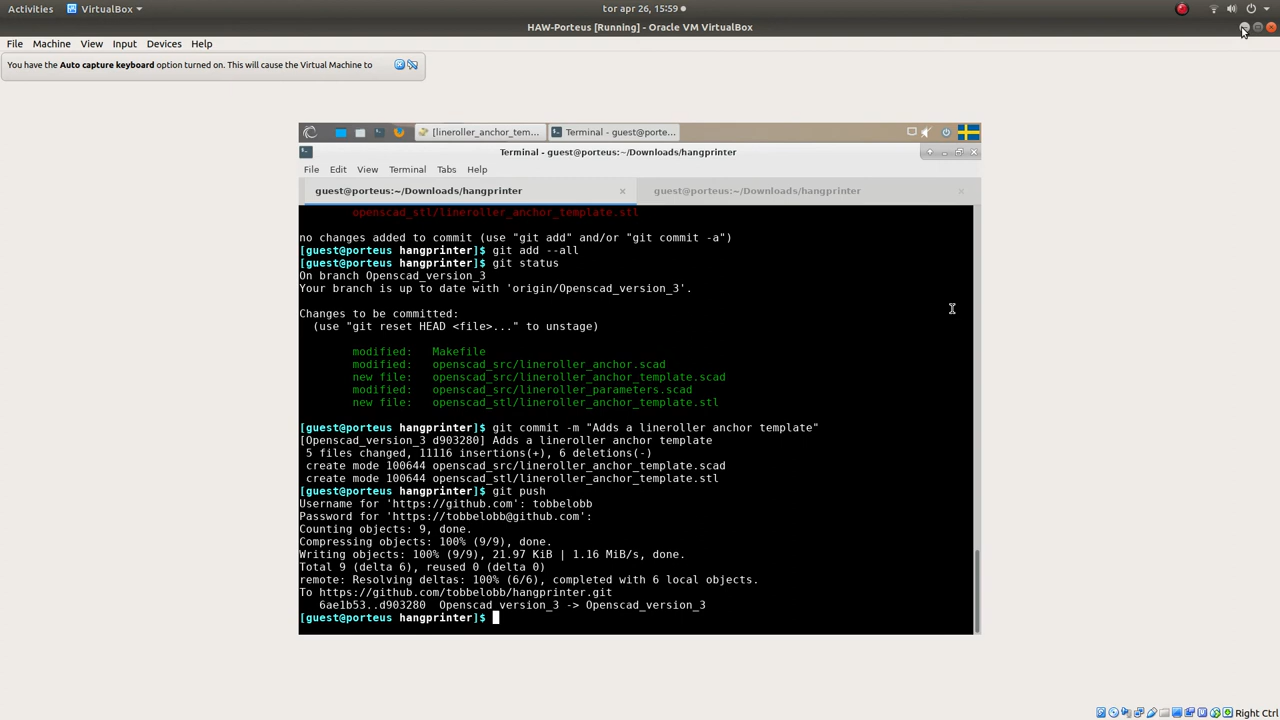 Activities
VirtualBox
tor apr 26, 15:59
HAW-Porteus [Running] - Oracle VM VirtualBox
File Machine View Input Devices Help
You have the Auto capture keyboard option turned on. This will cause the Virtual Machine to
[lineroller_anchor_tem...
Terminal - guest@porte...
Terminal - guest@porteus:~/Downloads/hangprinter
File Edit View Terminal Tabs Help
guest@porteus:~/Downloads/hangprinter
guest@porteus:~/Downloads/hangprinter
openscad_stl/lineroller_anchor_template.stl
no changes added to commit (use "git add" and/or "git commit -a")
[guest@porteus hangprinter]$ git add --all
[guest@porteus hangprinter]$ git status
On branch Openscad_version_3
Your branch is up to date with 'origin/Openscad_version_3'.
Changes to be committed:
(use "git reset HEAD <file>..." to unstage)
modified: Makefile
modified: openscad_src/lineroller_anchor.scad
new file: openscad_src/lineroller_anchor_template.scad
modified: openscad_src/lineroller_parameters.scad
new file: openscad_stl/lineroller_anchor_template.stl
[guest@porteus hangprinter]$ git commit -m "Adds a lineroller anchor template"
[Openscad_version_3 d903280] Adds a lineroller anchor template
5 files changed, 11116 insertions(+), 6 deletions(-)
create mode 100644 openscad_src/lineroller_anchor_template.scad
create mode 100644 openscad_stl/lineroller_anchor_template.stl
[guest@porteus hangprinter]$ git push
Username for 'https://github.com': tobbelobb
Password for 'https://tobbelobb@github.com':
Counting objects: 9, done.
Compressing objects: 100% (9/9), done.
Writing objects: 100% (9/9), 21.97 KiB | 1.16 MiB/s, done.
Total 9 (delta 6), reused 0 (delta 0)
remote: Resolving deltas: 100% (6/6), completed with 6 local objects.
To https://github.com/tobbelobb/hangprinter.git
6ae1b53..d903280 Openscad_version_3 -> Openscad_version_3
[guest@porteus hangprinter]$
Right Ctrl